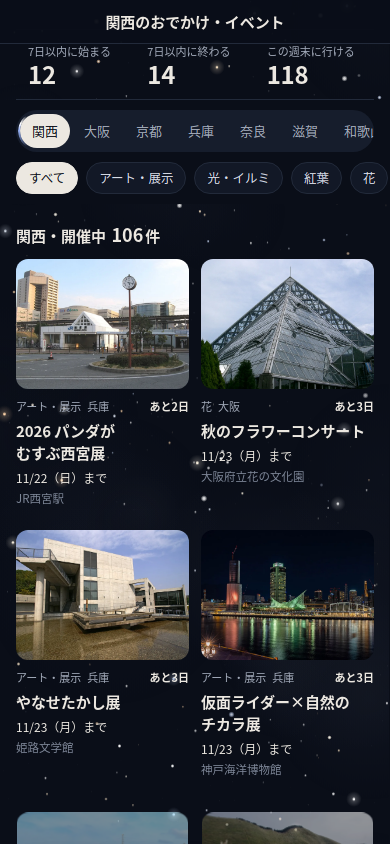 関西のおでかけ・イベント
7日以内に始まる 7日以内に終わる この週末に行ける
12 14 118
関西 大阪 京都 兵庫 奈良 滋賀 和歌
すべて アート・展示 光・イルミ 紅葉 花
関西・開催中 106件
アート・展示 兵庫 あと2日
2026 パンダが
むすぶ西宮展
11/22（日）まで
JR西宮駅
花 大阪 あと3日
秋のフラワーコンサート
11/23（月）まで
大阪府立花の文化園
アート・展示 兵庫 あと3日
やなせたかし展
11/23（月）まで
姫路文学館
アート・展示 兵庫 あと3日
仮面ライダー×自然の
チカラ展
11/23（月）まで
神戸海洋博物館